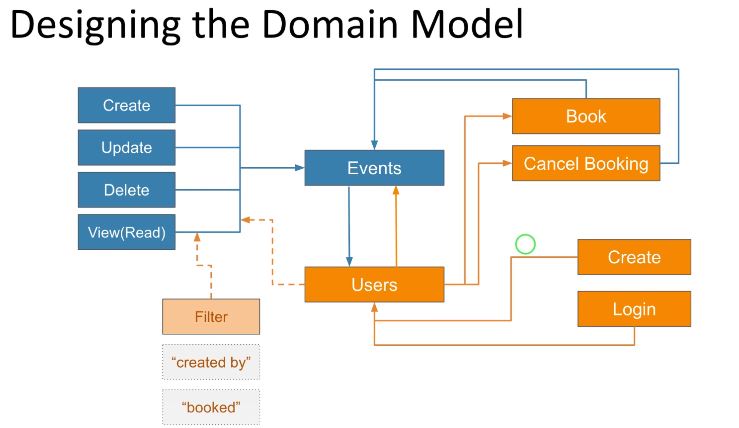 Designing the Domain Model
Create
Update
Delete
View(Read)
Events
Users
Book
Cancel Booking
Create
Login
Filter
“created by”
“booked”